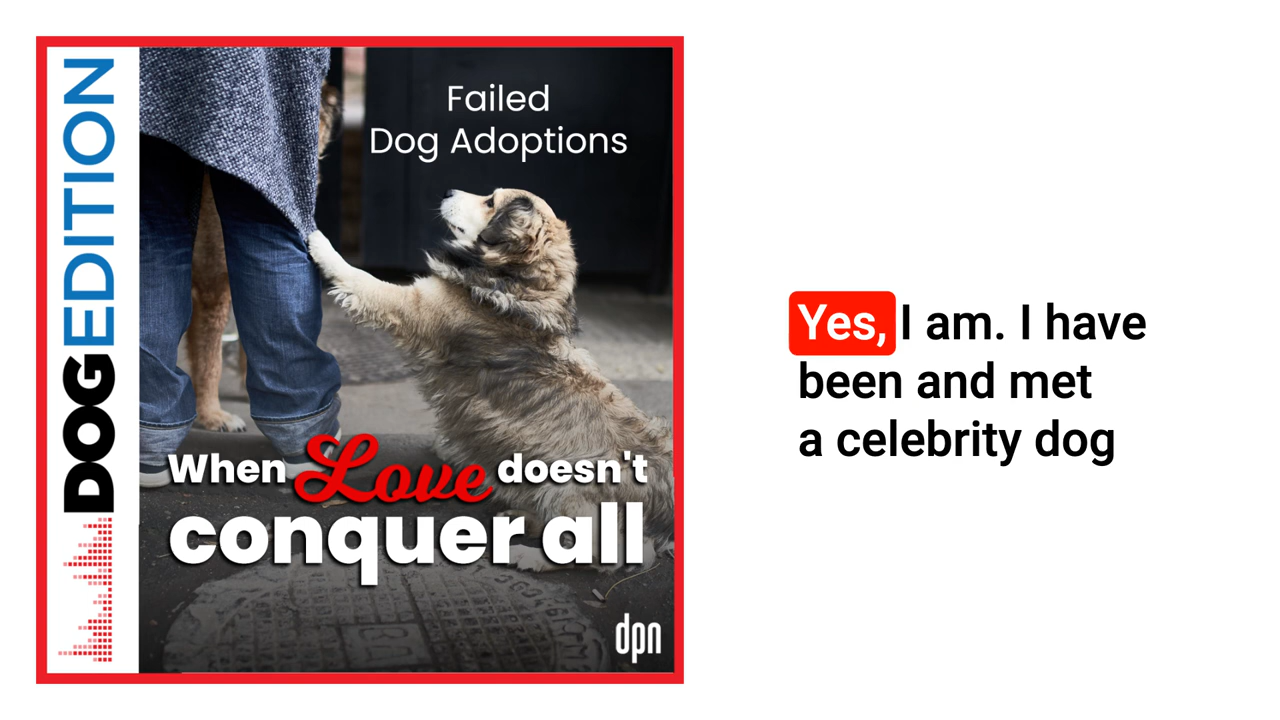 DOGEDITION
Failed
Dog Adoptions
When Love doesn't
conquer all
dpn
Yes, I am. I have
been and met
a celebrity dog